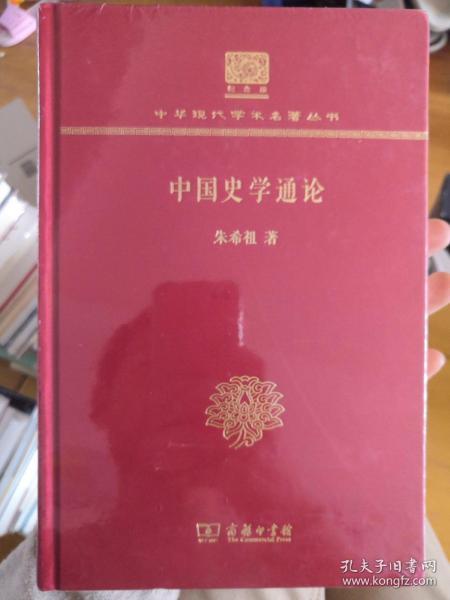 纪念版
中华现代学术名著丛书
中国史学通论
朱希祖 著
商务印书馆
The Commercial Press
孔夫子旧书网
www.kongfz.com